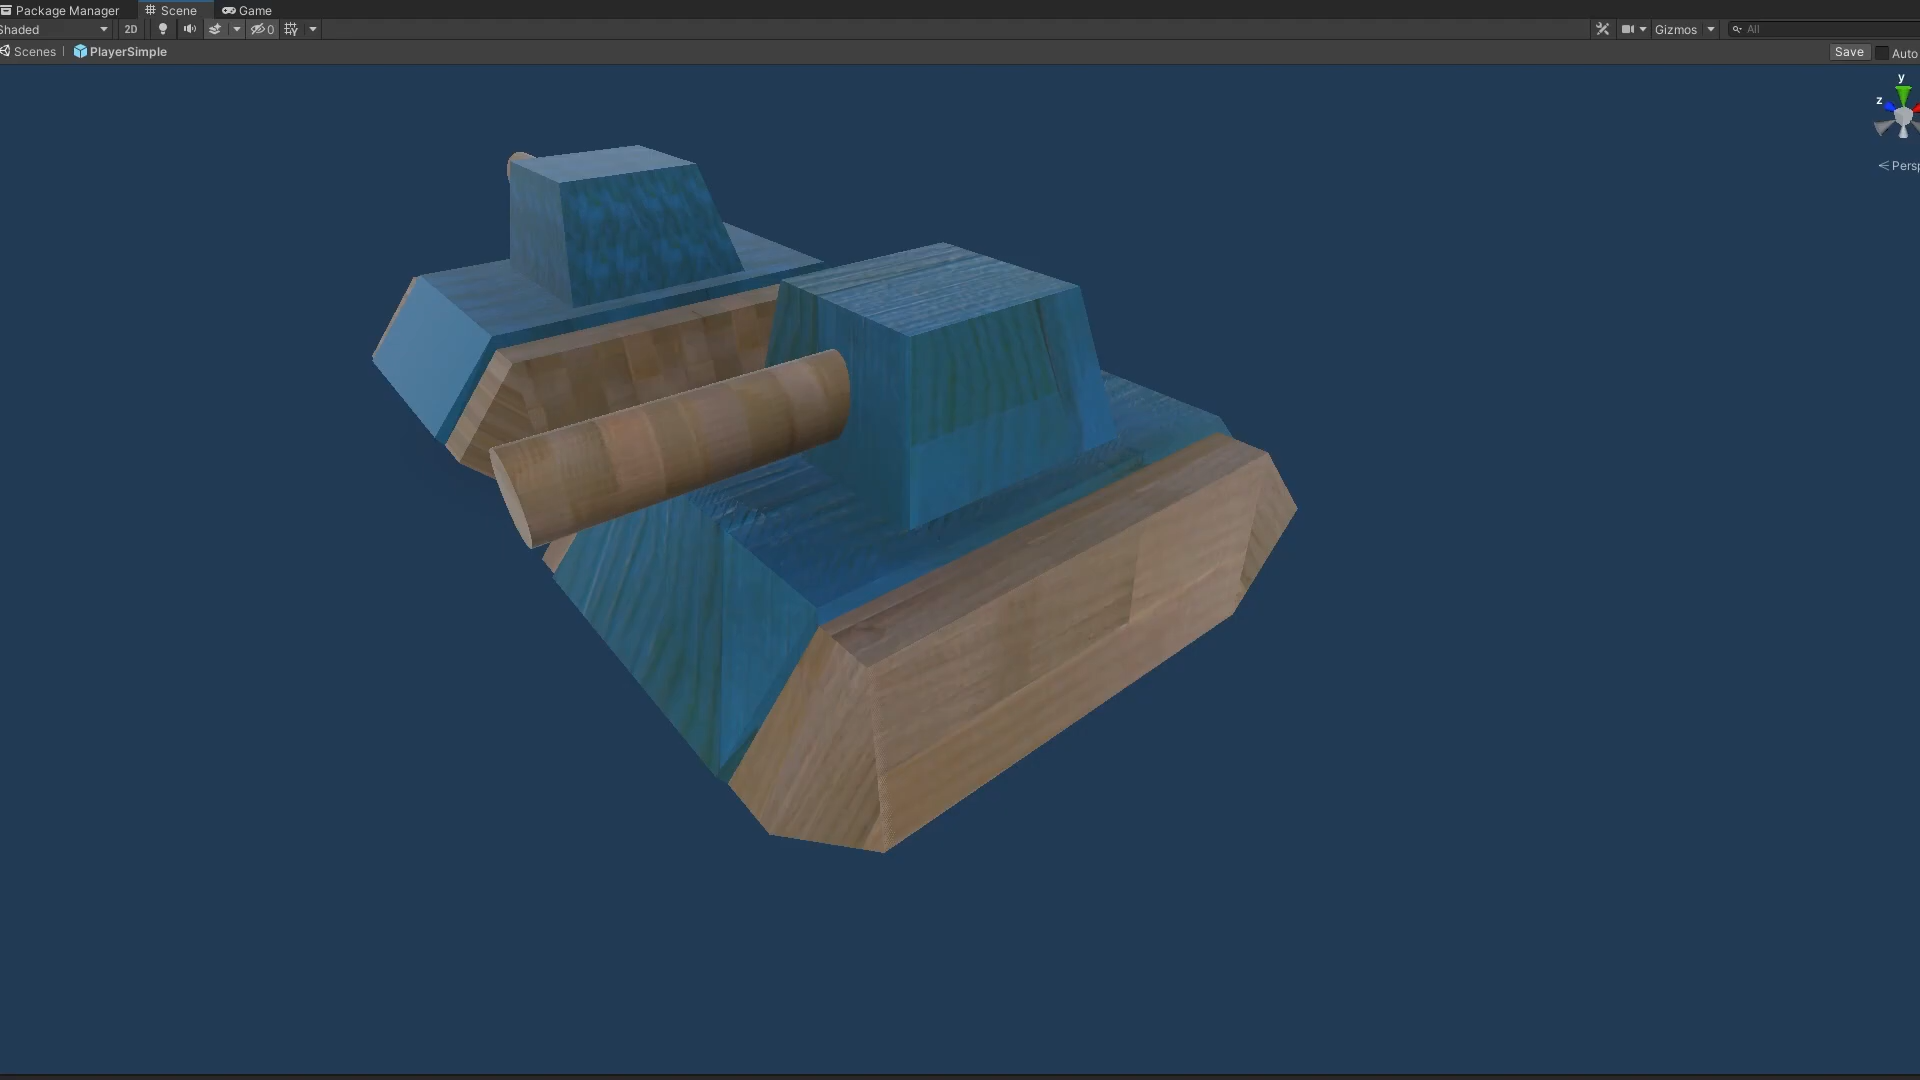 Package Manager Scene Game
Shaded 2D 0 Gizmos All
Scenes PlayerSimple Save Auto
y
z
Persp